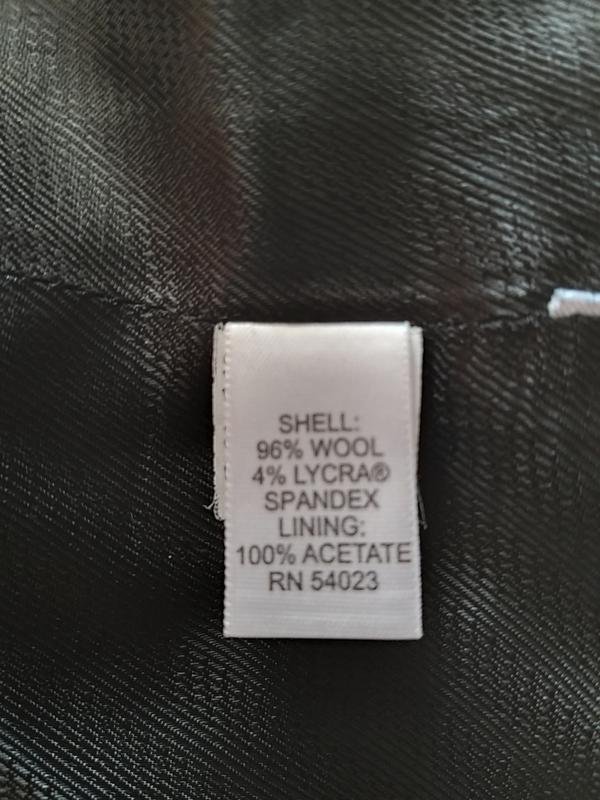 SHELL:
96% WOOL
4% LYCRA®
SPANDEX
LINING:
100% ACETATE
RN 54023